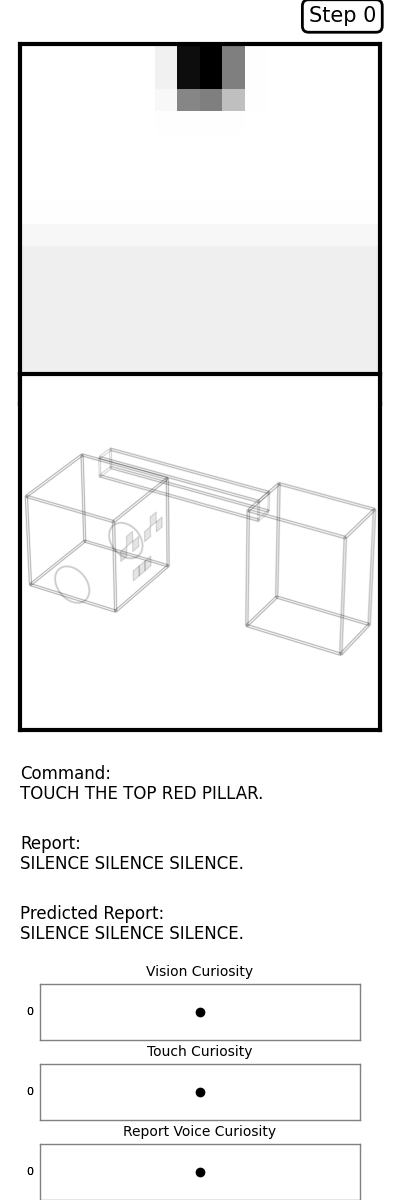 Step 0
Command:
TOUCH THE TOP RED PILLAR.
Report:
SILENCE SILENCE SILENCE.
Predicted Report:
SILENCE SILENCE SILENCE.
Vision Curiosity
0
Touch Curiosity
0
Report Voice Curiosity
0